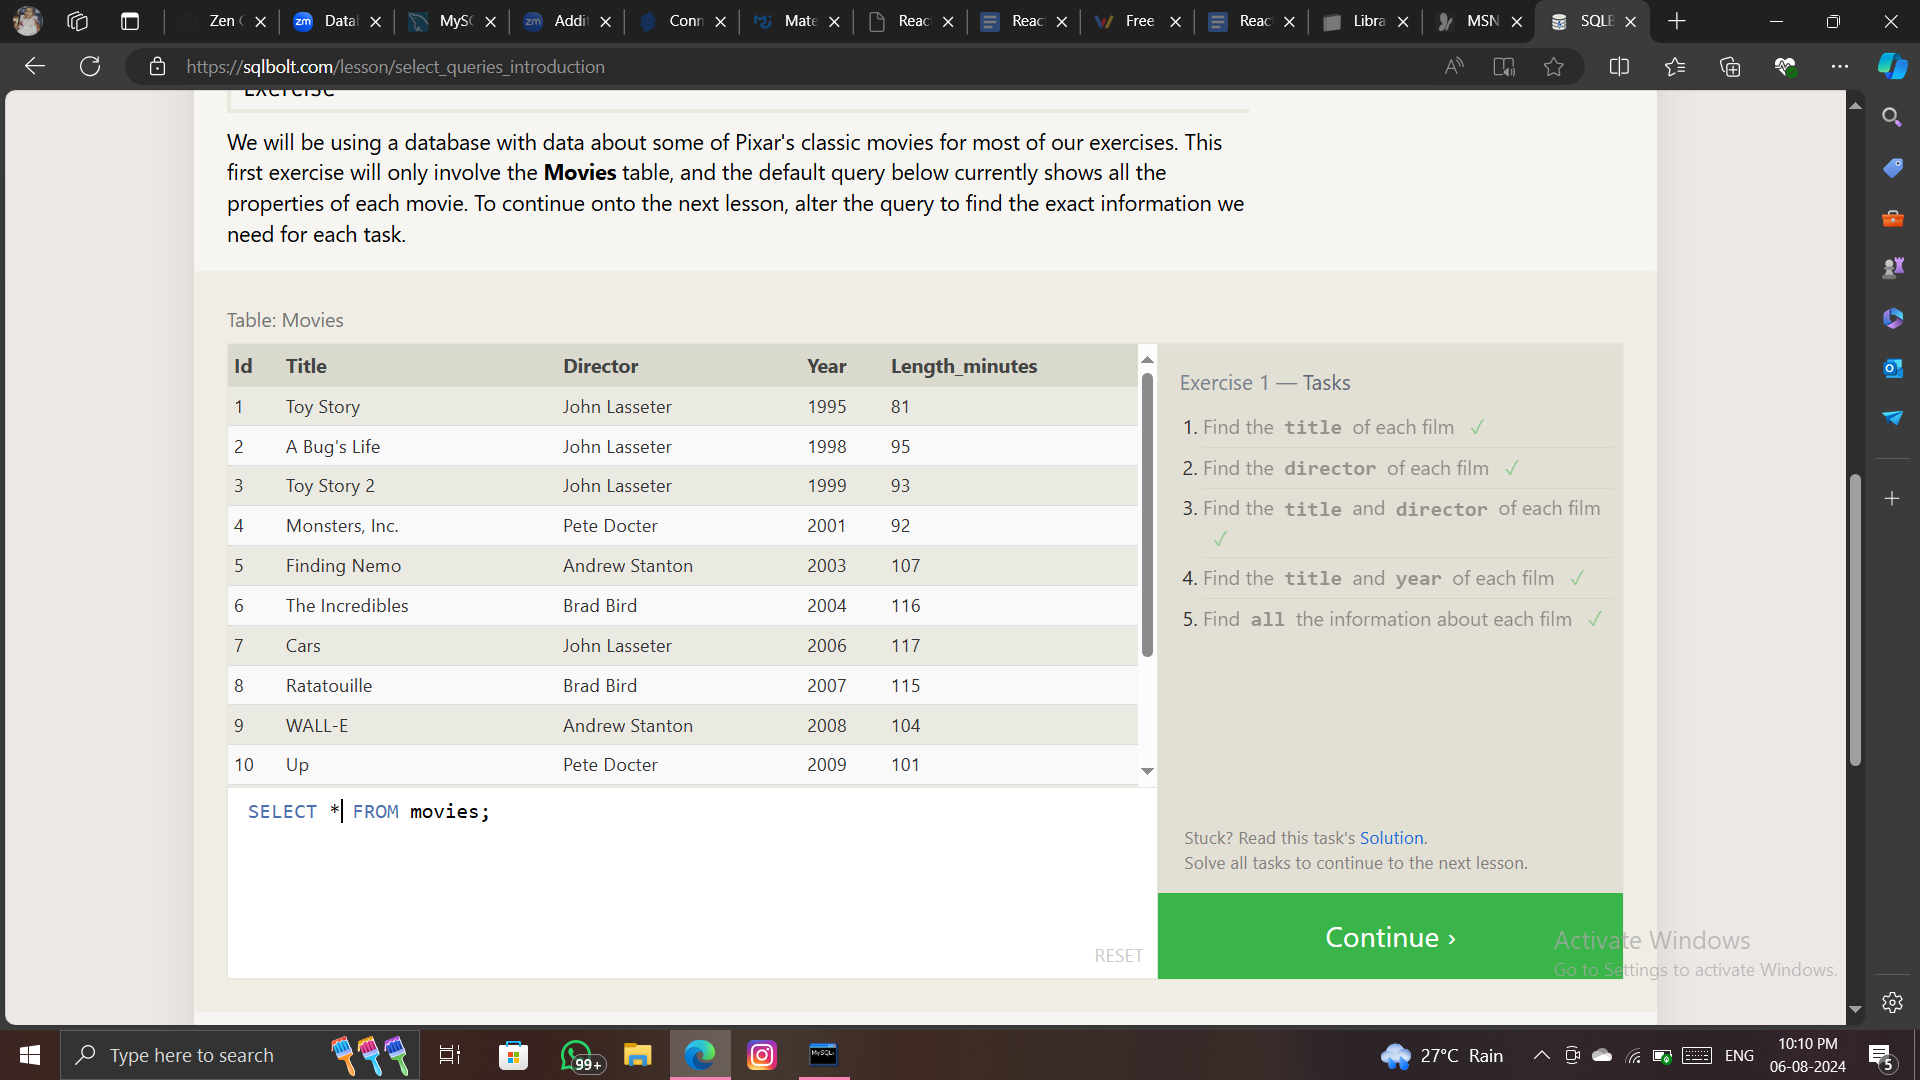 Zen
Data
MySQ
Addit
Conn
Mate
Reac
Reac
Free
Reac
Libra
MSN
SQLB
https://sqlbolt.com/lesson/select_queries_introduction
Exercise
We will be using a database with data about some of Pixar's classic movies for most of our exercises. This
first exercise will only involve the Movies table, and the default query below currently shows all the
properties of each movie. To continue onto the next lesson, alter the query to find the exact information we
need for each task.
Table: Movies
Id Title Director Year Length_minutes
1 Toy Story John Lasseter 1995 81
2 A Bug's Life John Lasseter 1998 95
3 Toy Story 2 John Lasseter 1999 93
4 Monsters, Inc. Pete Docter 2001 92
5 Finding Nemo Andrew Stanton 2003 107
6 The Incredibles Brad Bird 2004 116
7 Cars John Lasseter 2006 117
8 Ratatouille Brad Bird 2007 115
9 WALL-E Andrew Stanton 2008 104
10 Up Pete Docter 2009 101
SELECT * FROM movies;
RESET
Exercise 1 — Tasks
1. Find the title of each film ✓
2. Find the director of each film ✓
3. Find the title and director of each film
✓
4. Find the title and year of each film ✓
5. Find all the information about each film ✓
Stuck? Read this task's Solution.
Solve all tasks to continue to the next lesson.
Continue ›
Activate Windows
Go to Settings to activate Windows.
Type here to search
99+
27°C Rain
ENG
10:10 PM
06-08-2024
5